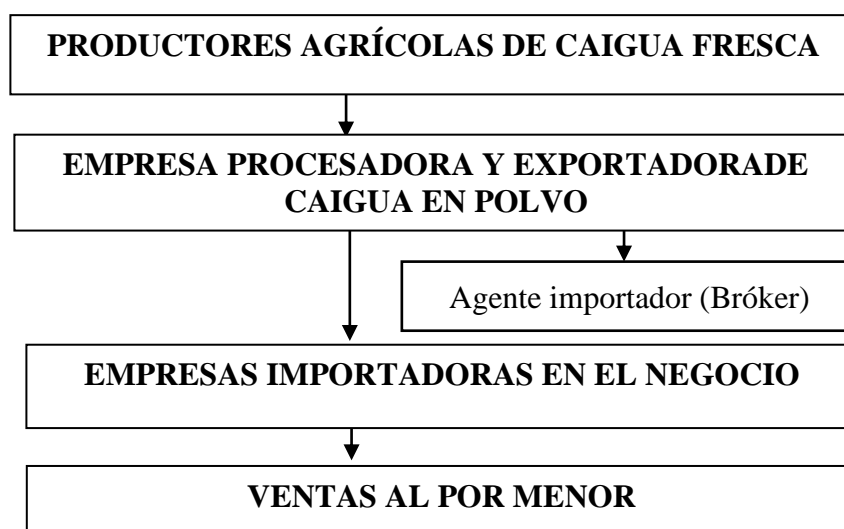 PRODUCTORES AGRÍCOLAS DE CAIGUA FRESCA
EMPRESA PROCESADORA Y EXPORTADORADE
CAIGUA EN POLVO
Agente importador (Bróker)
EMPRESAS IMPORTADORAS EN EL NEGOCIO
VENTAS AL POR MENOR